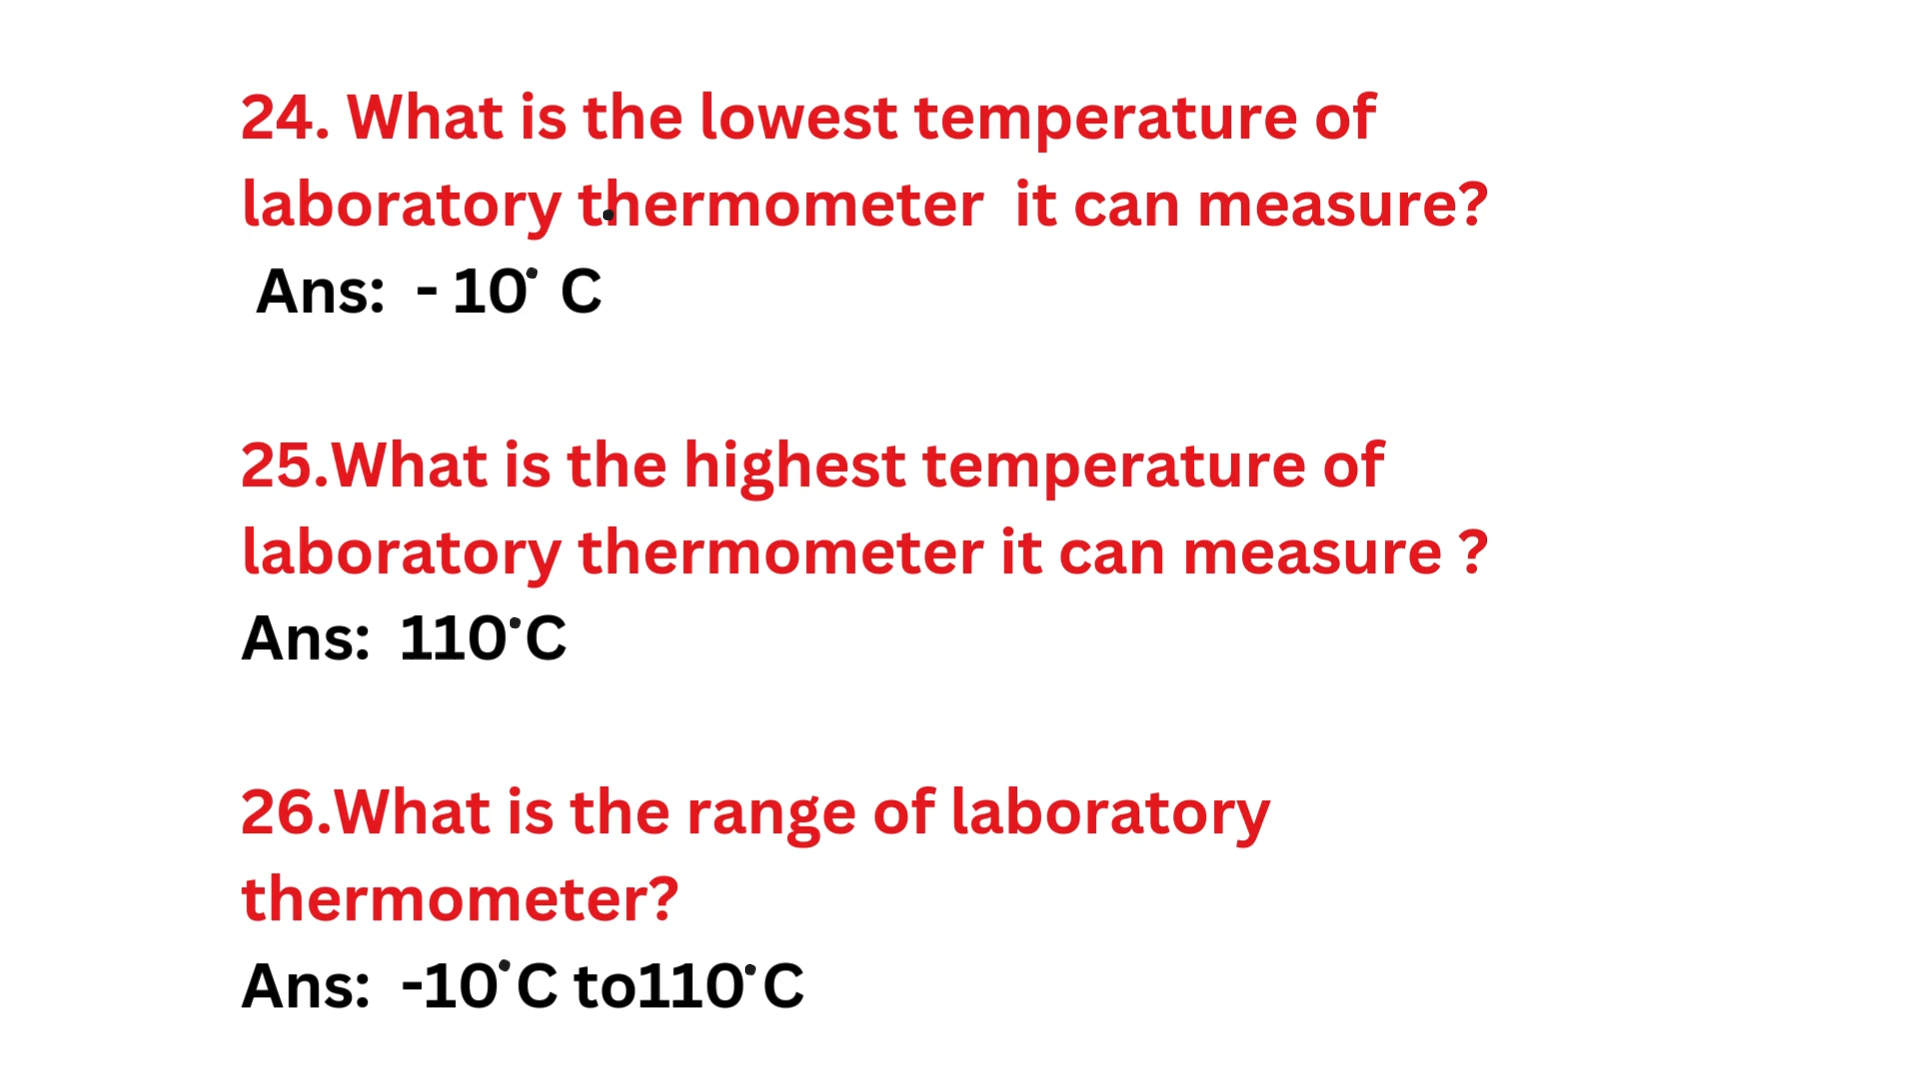 24. What is the lowest temperature of
laboratory thermometer  it can measure?
Ans:  - 10° C
25.What is the highest temperature of
laboratory thermometer it can measure ?
Ans:  110°C
26.What is the range of laboratory
thermometer?
Ans:  -10°C to110°C